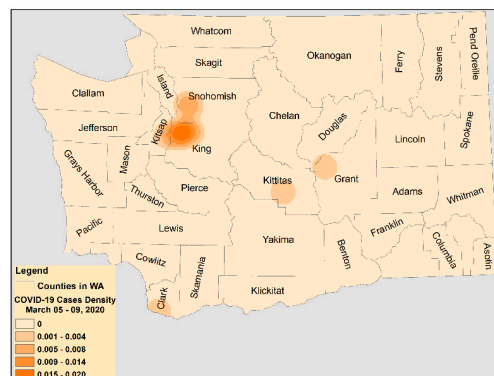 Whatcom
Okanogan
Ferry
Stevens
Pend Oreille
Skagit
Island
Snohomish
Clallam
Chelan
Douglas
Jefferson
Kitsap
King
Lincoln
Spokane
Grays Harbor
Mason
Kittitas
Grant
Pierce
Thurston
Adams
Whitman
Pacific
Lewis
Yakima
Benton
Franklin
Columbia
Asotin
Cowlitz
Skamania
Klickitat
Clark
Legend
Counties in WA
COVID-19 Cases Density
March 05 - 09, 2020
0
0.001 - 0.004
0.005 - 0.008
0.009 - 0.014
0.015 - 0.020